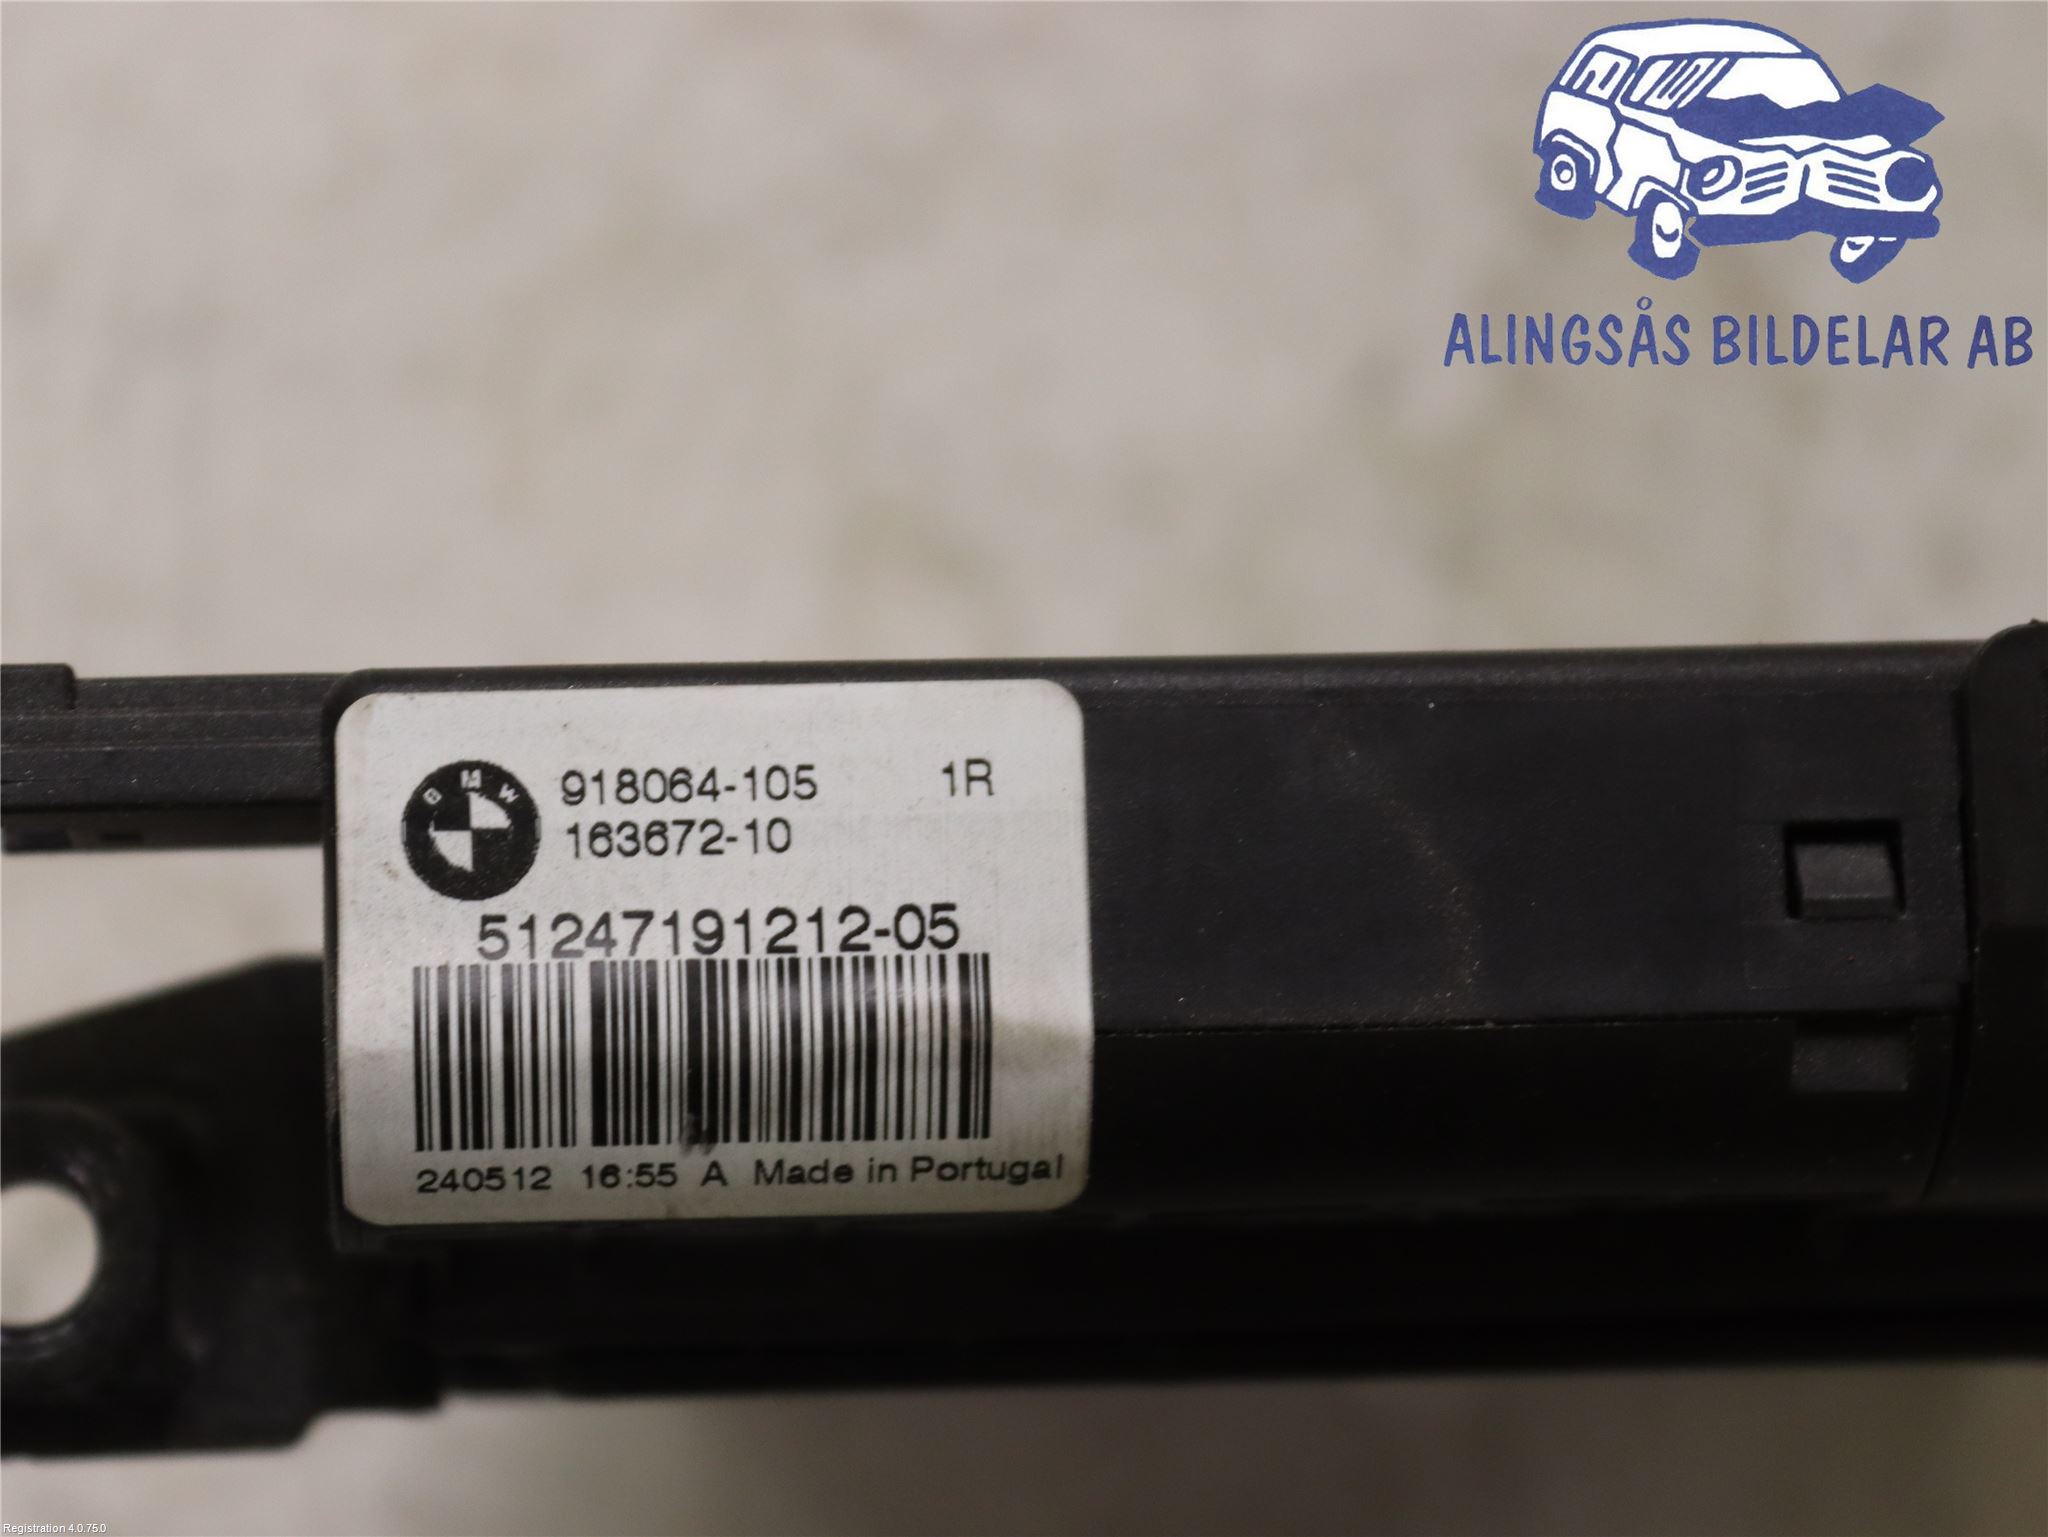 ALINGSÅS BILDELAR AB
BMW
918064-105 1R
163672-10
51247191212-05
240512 16:55 A Made in Portugal
Registration 4.0.75.0